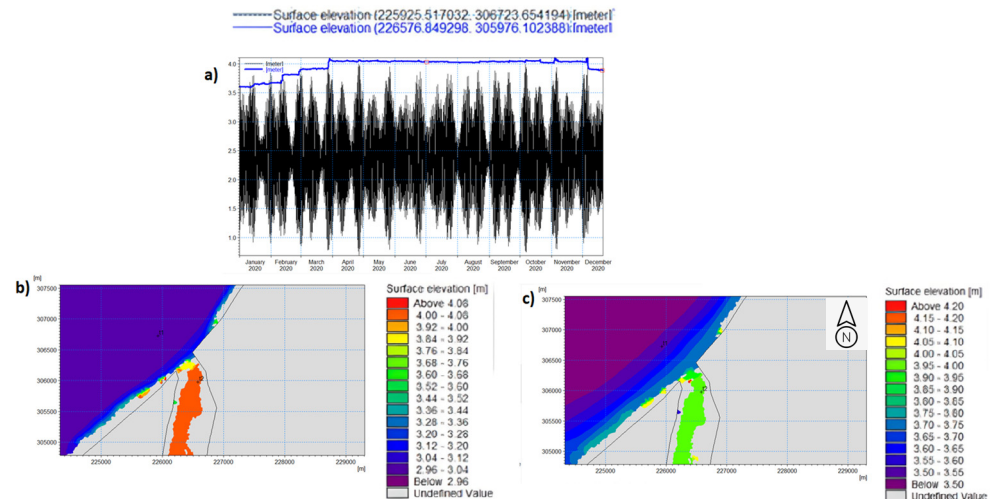 Surface elevation (225925.517032, 306723.654194) [meter]
Surface elevation (226576.849298, 305976.102388) [meter]
a)
[meter]
[meter]
4.0
3.5
3.0
2.5
2.0
1.5
1.0
January February March April May June July August September October November December
2020 2020 2020 2020 2020 2020 2020 2020 2020 2020 2020 2020
b)
[m]
307500
307000
306500
306000
305500
305000
225000 226000 227000 228000 229000
[m]
Surface elevation [m]
Above 4.08
4.00 - 4.08
3.92 - 4.00
3.84 - 3.92
3.76 - 3.84
3.68 - 3.76
3.60 - 3.68
3.52 - 3.60
3.44 - 3.52
3.36 - 3.44
3.28 - 3.36
3.20 - 3.28
3.12 - 3.20
3.04 - 3.12
2.96 - 3.04
Below 2.96
Undefined Value
c)
[m]
307500
307000
306500
306000
305500
305000
225000 226000 227000 228000 229000
[m]
N
Surface elevation [m]
Above 4.20
4.15 - 4.20
4.10 - 4.15
4.05 - 4.10
4.00 - 4.05
3.95 - 4.00
3.90 - 3.95
3.85 - 3.90
3.80 - 3.85
3.75 - 3.80
3.70 - 3.75
3.65 - 3.70
3.60 - 3.65
3.55 - 3.60
3.50 - 3.55
Below 3.50
Undefined Value